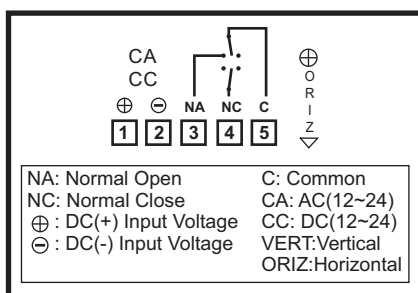 CA
CC
⊕ ⊖ NA NC C
1 2 3 4 5
⊕
O
R
I
Z
NA: Normal Open
NC: Normal Close
⊕ : DC(+) Input Voltage
⊖ : DC(-) Input Voltage
C: Common
CA: AC(12~24)
CC: DC(12~24)
VERT:Vertical
ORIZ:Horizontal